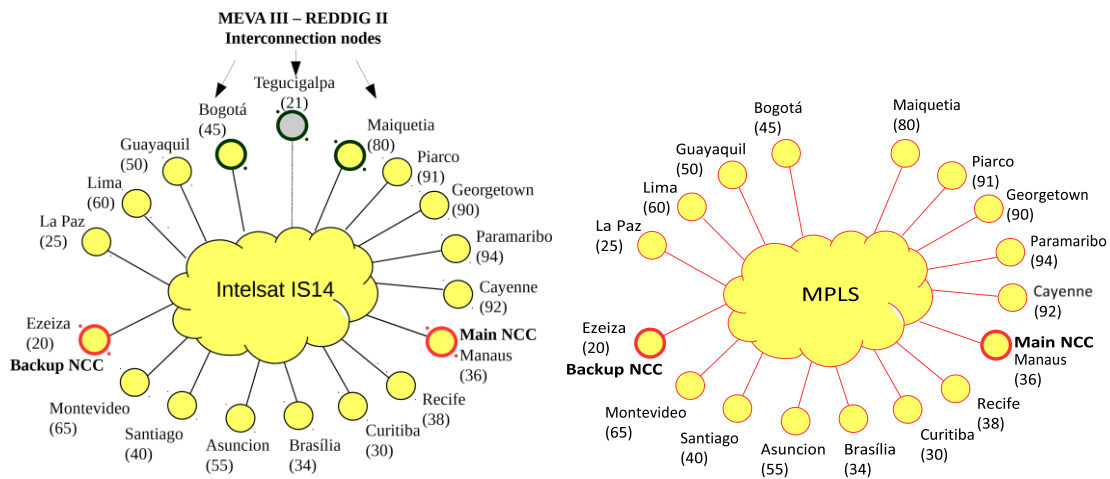 MEVA III – REDDIG II
Interconnection nodes
Tegucigalpa
(21)
Bogotá
(45)
Maiquetia
(80)
Guayaquil
(50)
Piarco
(91)
Lima
(60)
Georgetown
(90)
La Paz
(25)
Paramaribo
(94)
Intelsat IS14
Cayenne
(92)
Ezeiza
(20)
Backup NCC
Main NCC
Manaus
(36)
Montevideo
(65)
Recife
(38)
Santiago
(40)
Asuncion
(55)
Brasília
(34)
Curitiba
(30)
Bogotá
(45)
Maiquetia
(80)
Guayaquil
(50)
Piarco
(91)
Lima
(60)
Georgetown
(90)
La Paz
(25)
Paramaribo
(94)
MPLS
Cayenne
(92)
Ezeiza
(20)
Backup NCC
Main NCC
Manaus
(36)
Montevideo
(65)
Recife
(38)
Santiago
(40)
Asuncion
(55)
Brasília
(34)
Curitiba
(30)